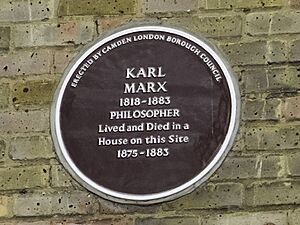 ERECTED BY CAMDEN LONDON BOROUGH COUNCIL
KARL
MARX
1818-1883
PHILOSOPHER
Lived and Died in a
House on this Site
1875-1883